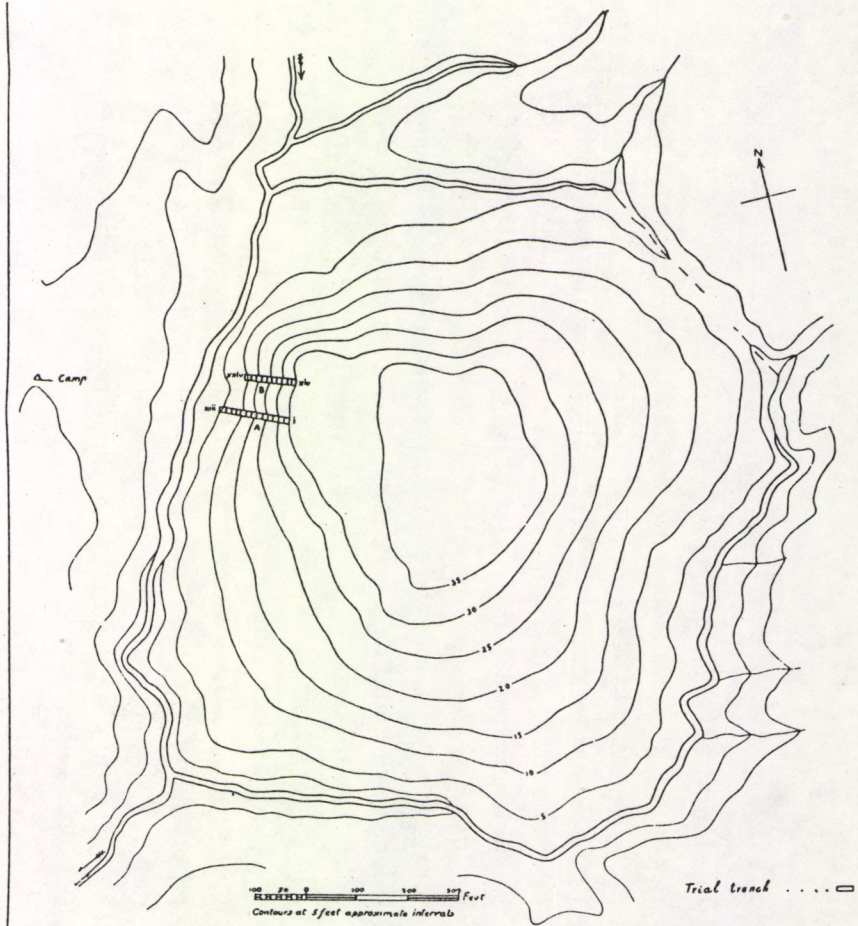 N
Camp
B
A
i
35
30
25
20
15
10
5
100 50 0 100 200 300 Feet
Contours at 5 feet approximate intervals
Trial trench . . . .